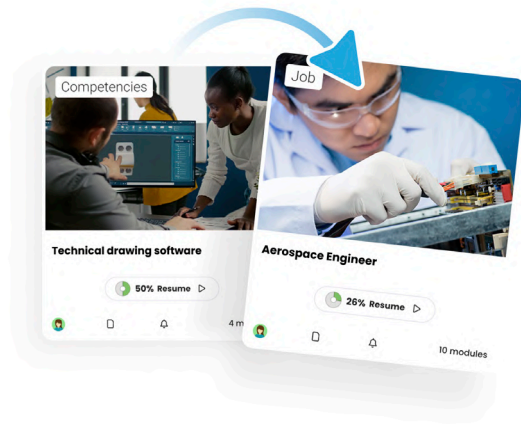 Competencies
Technical drawing software
50% Resume
4 m
Job
Aerospace Engineer
26% Resume
10 modules